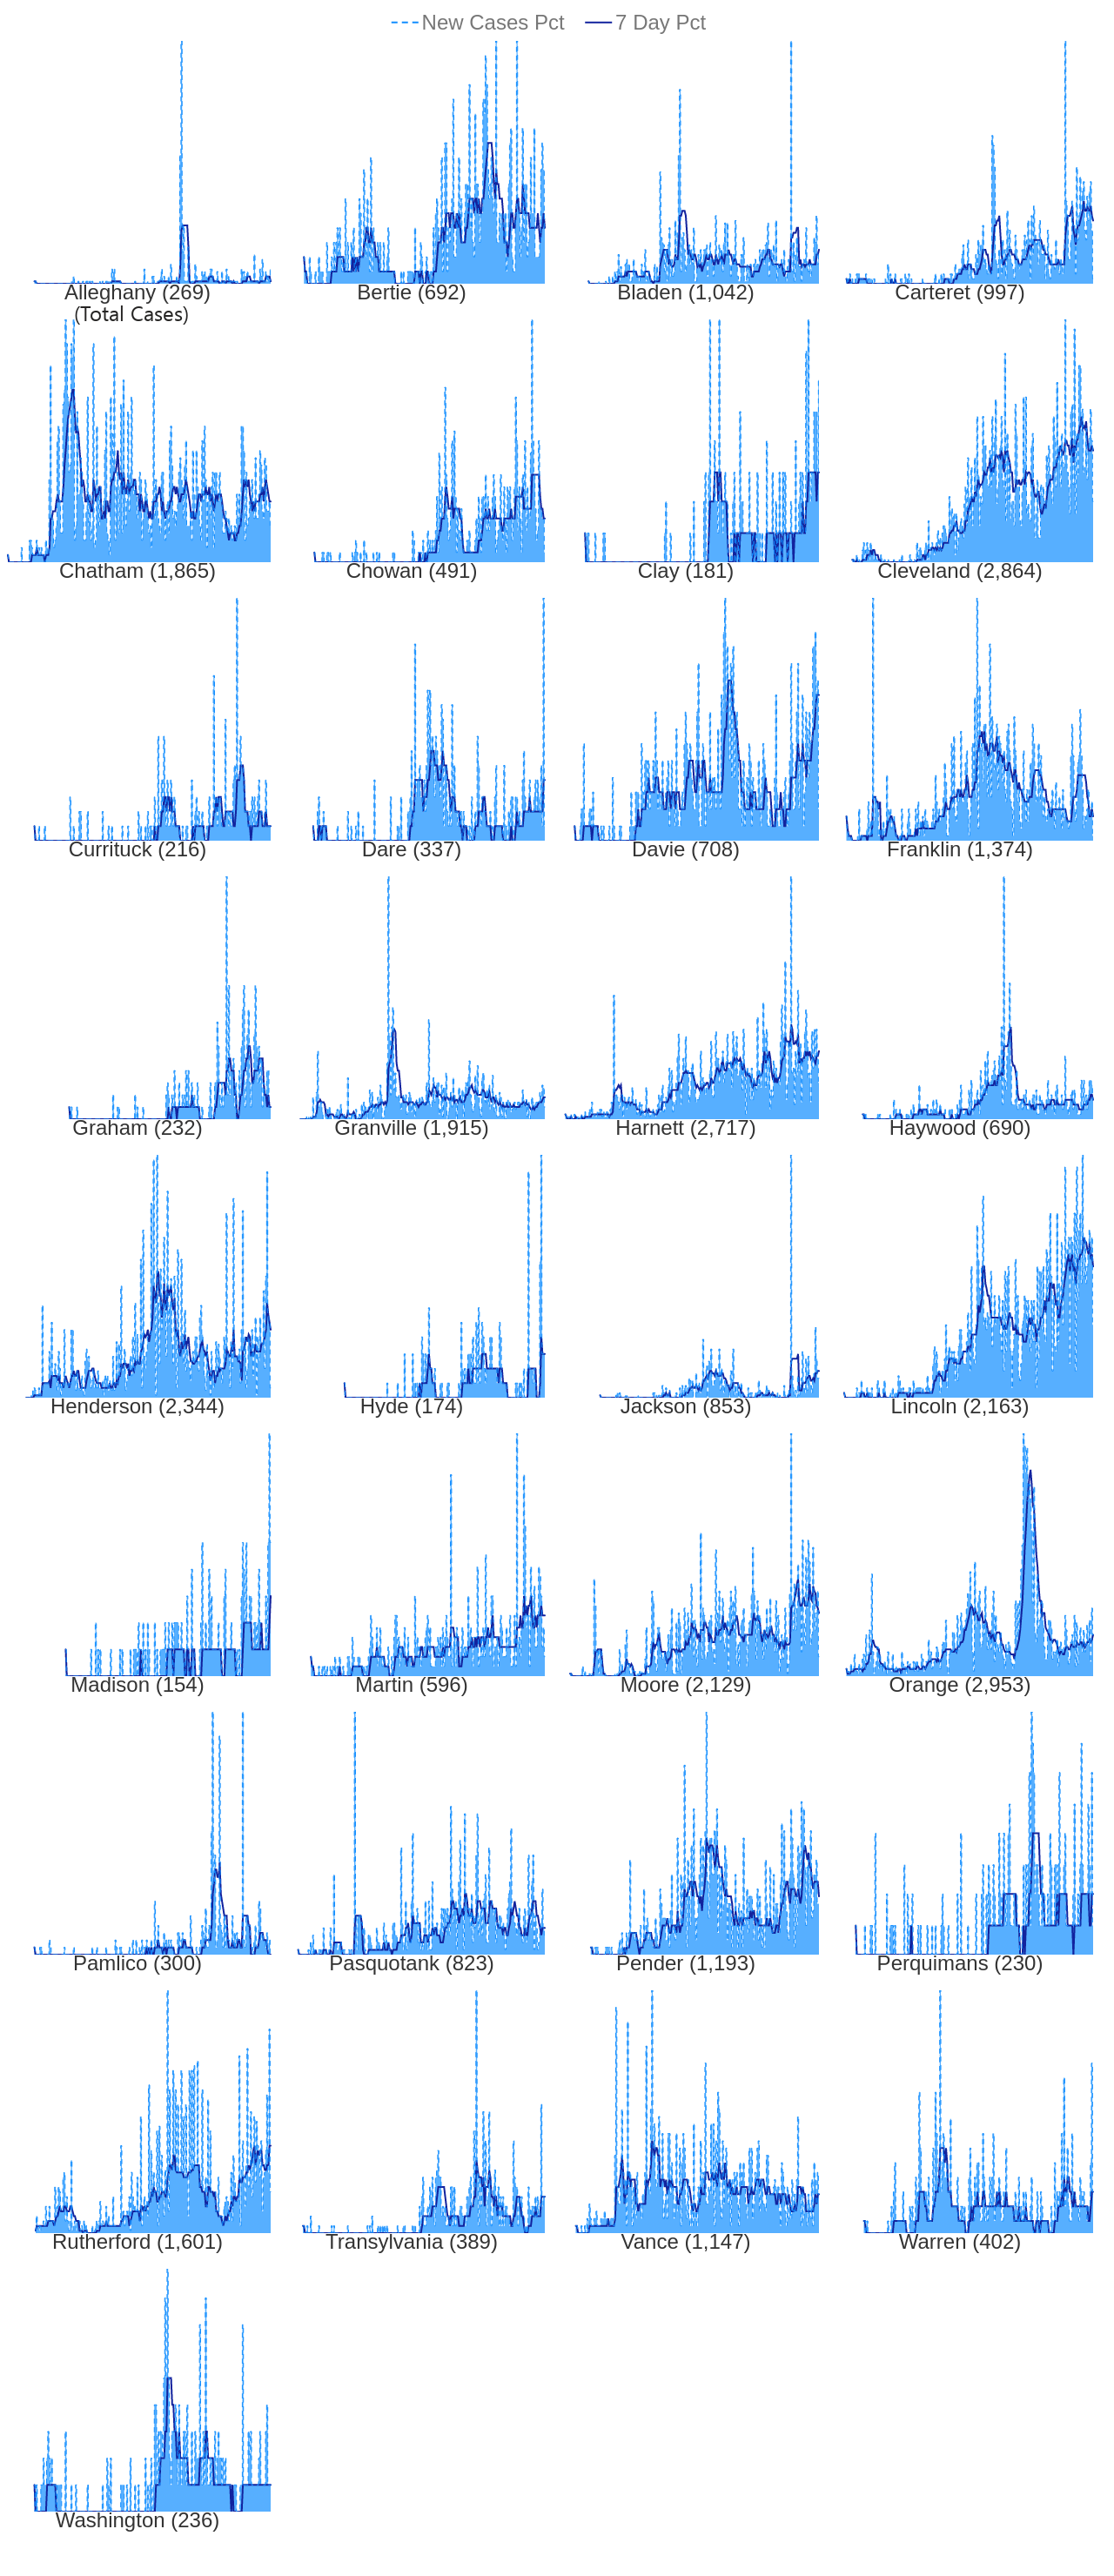 New Cases Pct 7 Day Pct
Alleghany (269) Bertie (692) Bladen (1,042) Carteret (997)
(Total Cases)
Chatham (1,865) Chowan (491) Clay (181) Cleveland (2,864)
Currituck (216) Dare (337) Davie (708) Franklin (1,374)
Graham (232) Granville (1,915) Harnett (2,717) Haywood (690)
Henderson (2,344) Hyde (174) Jackson (853) Lincoln (2,163)
Madison (154) Martin (596) Moore (2,129) Orange (2,953)
Pamlico (300) Pasquotank (823) Pender (1,193) Perquimans (230)
Rutherford (1,601) Transylvania (389) Vance (1,147) Warren (402)
Washington (236)